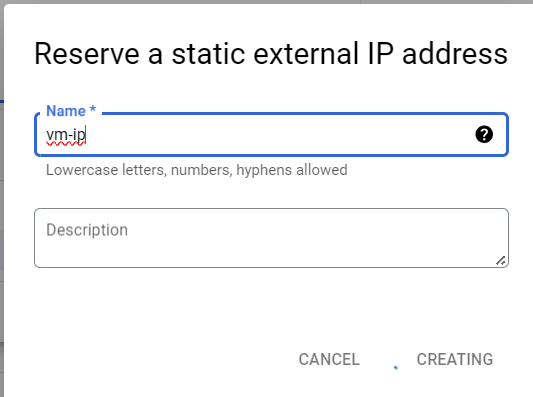 Reserve a static external IP address
Name *
vm-ip
Lowercase letters, numbers, hyphens allowed
Description
CANCEL CREATING